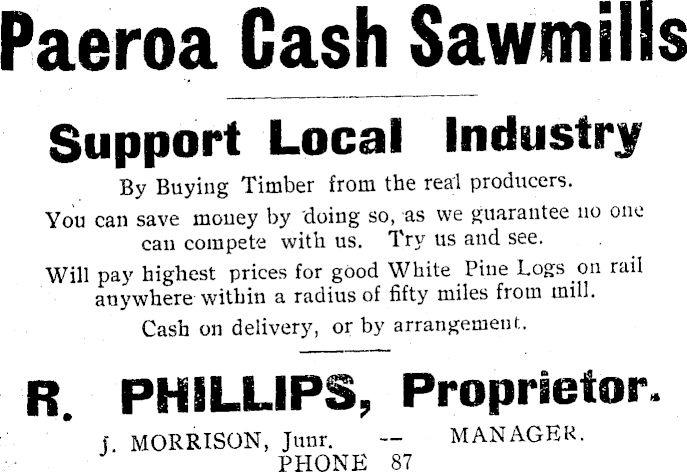 Paeroa Cash Sawmills
Support Local Industry
By Buying Timber from the real producers.
You can save money by doing so, as we guarantee no one
can compete with us. Try us and see.
Will pay highest prices for good White Pine Logs on rail
anywhere within a radius of fifty miles from mill.
Cash on delivery, or by arrangement.
R. PHILLIPS, Proprietor.
J. MORRISON, Junr. -- MANAGER.
PHONE 87